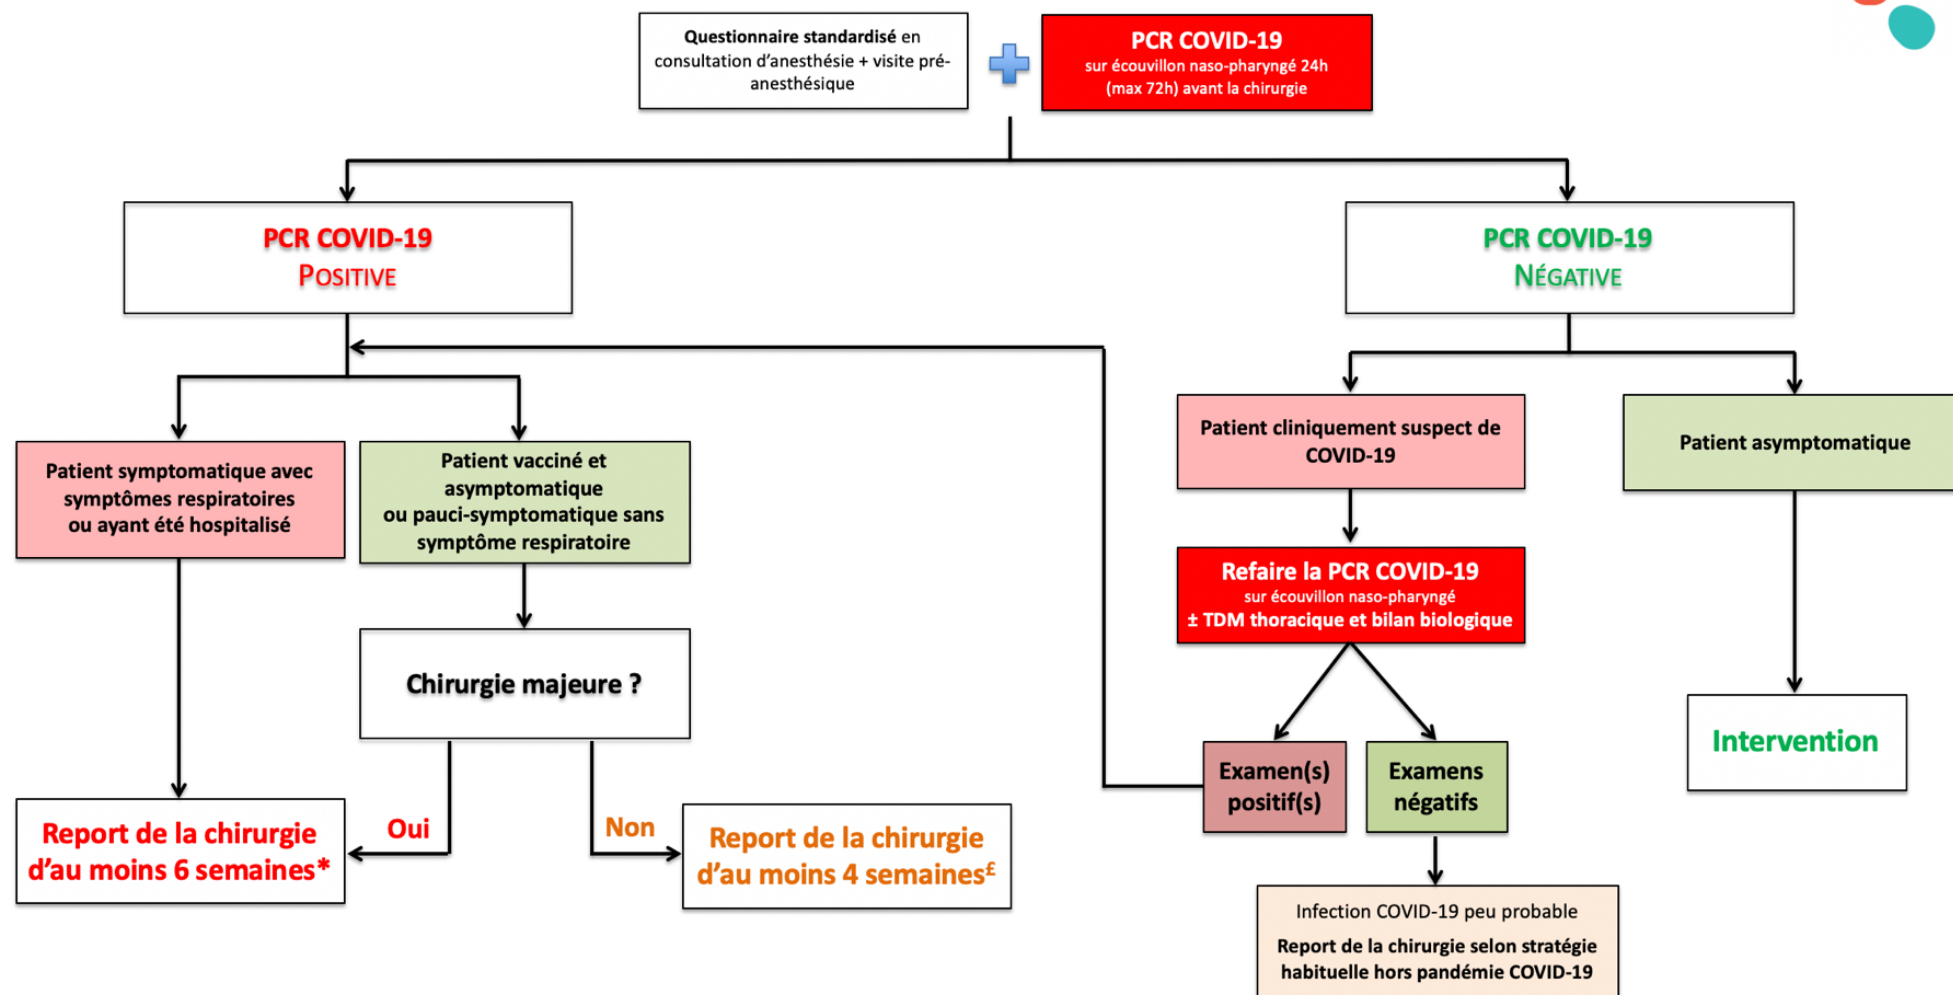 Questionnaire standardisé en
consultation d'anesthésie + visite pré-
anesthésique
PCR COVID-19
sur écouvillon naso-pharyngé 24h
(max 72h) avant la chirurgie
PCR COVID-19
POSITIVE
PCR COVID-19
NÉGATIVE
Patient symptomatique avec
symptômes respiratoires
ou ayant été hospitalisé
Patient vacciné et
asymptomatique
ou pauci-symptomatique sans
symptôme respiratoire
Patient cliniquement suspect de
COVID-19
Patient asymptomatique
Refaire la PCR COVID-19
sur écouvillon naso-pharyngé
± TDM thoracique et bilan biologique
Chirurgie majeure ?
Examen(s)
positif(s)
Examens
négatifs
Intervention
Oui
Non
Report de la chirurgie
d'au moins 6 semaines*
Report de la chirurgie
d'au moins 4 semaines£
Infection COVID-19 peu probable
Report de la chirurgie selon stratégie
habituelle hors pandémie COVID-19